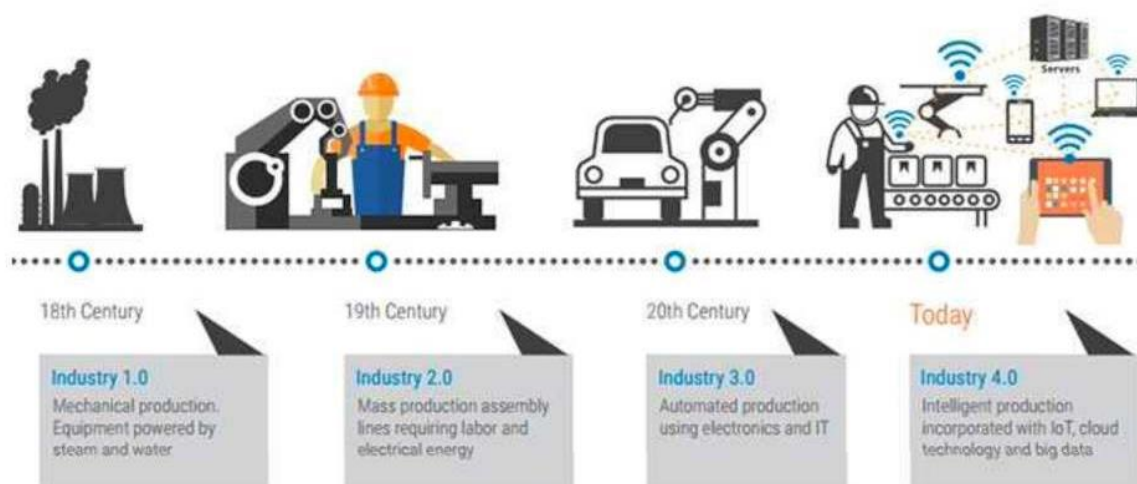 Servers
18th Century
Industry 1.0
Mechanical production.
Equipment powered by
steam and water
19th Century
Industry 2.0
Mass production assembly
lines requiring labor and
electrical energy
20th Century
Industry 3.0
Automated production
using electronics and IT
Today
Industry 4.0
Intelligent production
incorporated with IoT, cloud
technology and big data